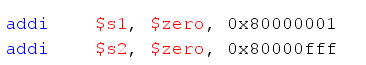 addi $s1, $zero, 0x80000001
addi $s2, $zero, 0x80000fff